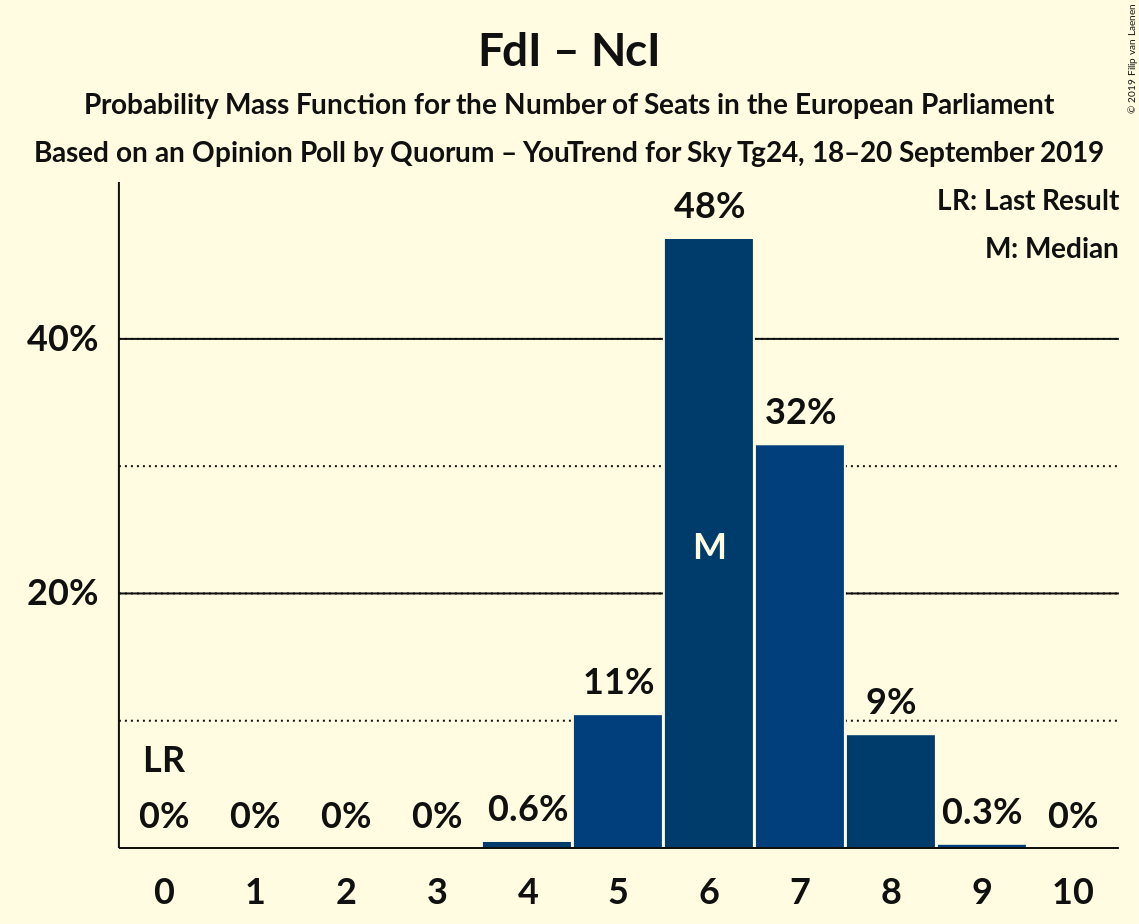 FdI – NcI
Probability Mass Function for the Number of Seats in the European Parliament
Based on an Opinion Poll by Quorum – YouTrend for Sky Tg24, 18–20 September 2019
© 2019 Filip van Laenen
LR: Last Result
M: Median
48%
40%
32%
M
20%
11%
9%
LR
0% 0% 0% 0% 0.6% 0.3% 0%
0 1 2 3 4 5 6 7 8 9 10